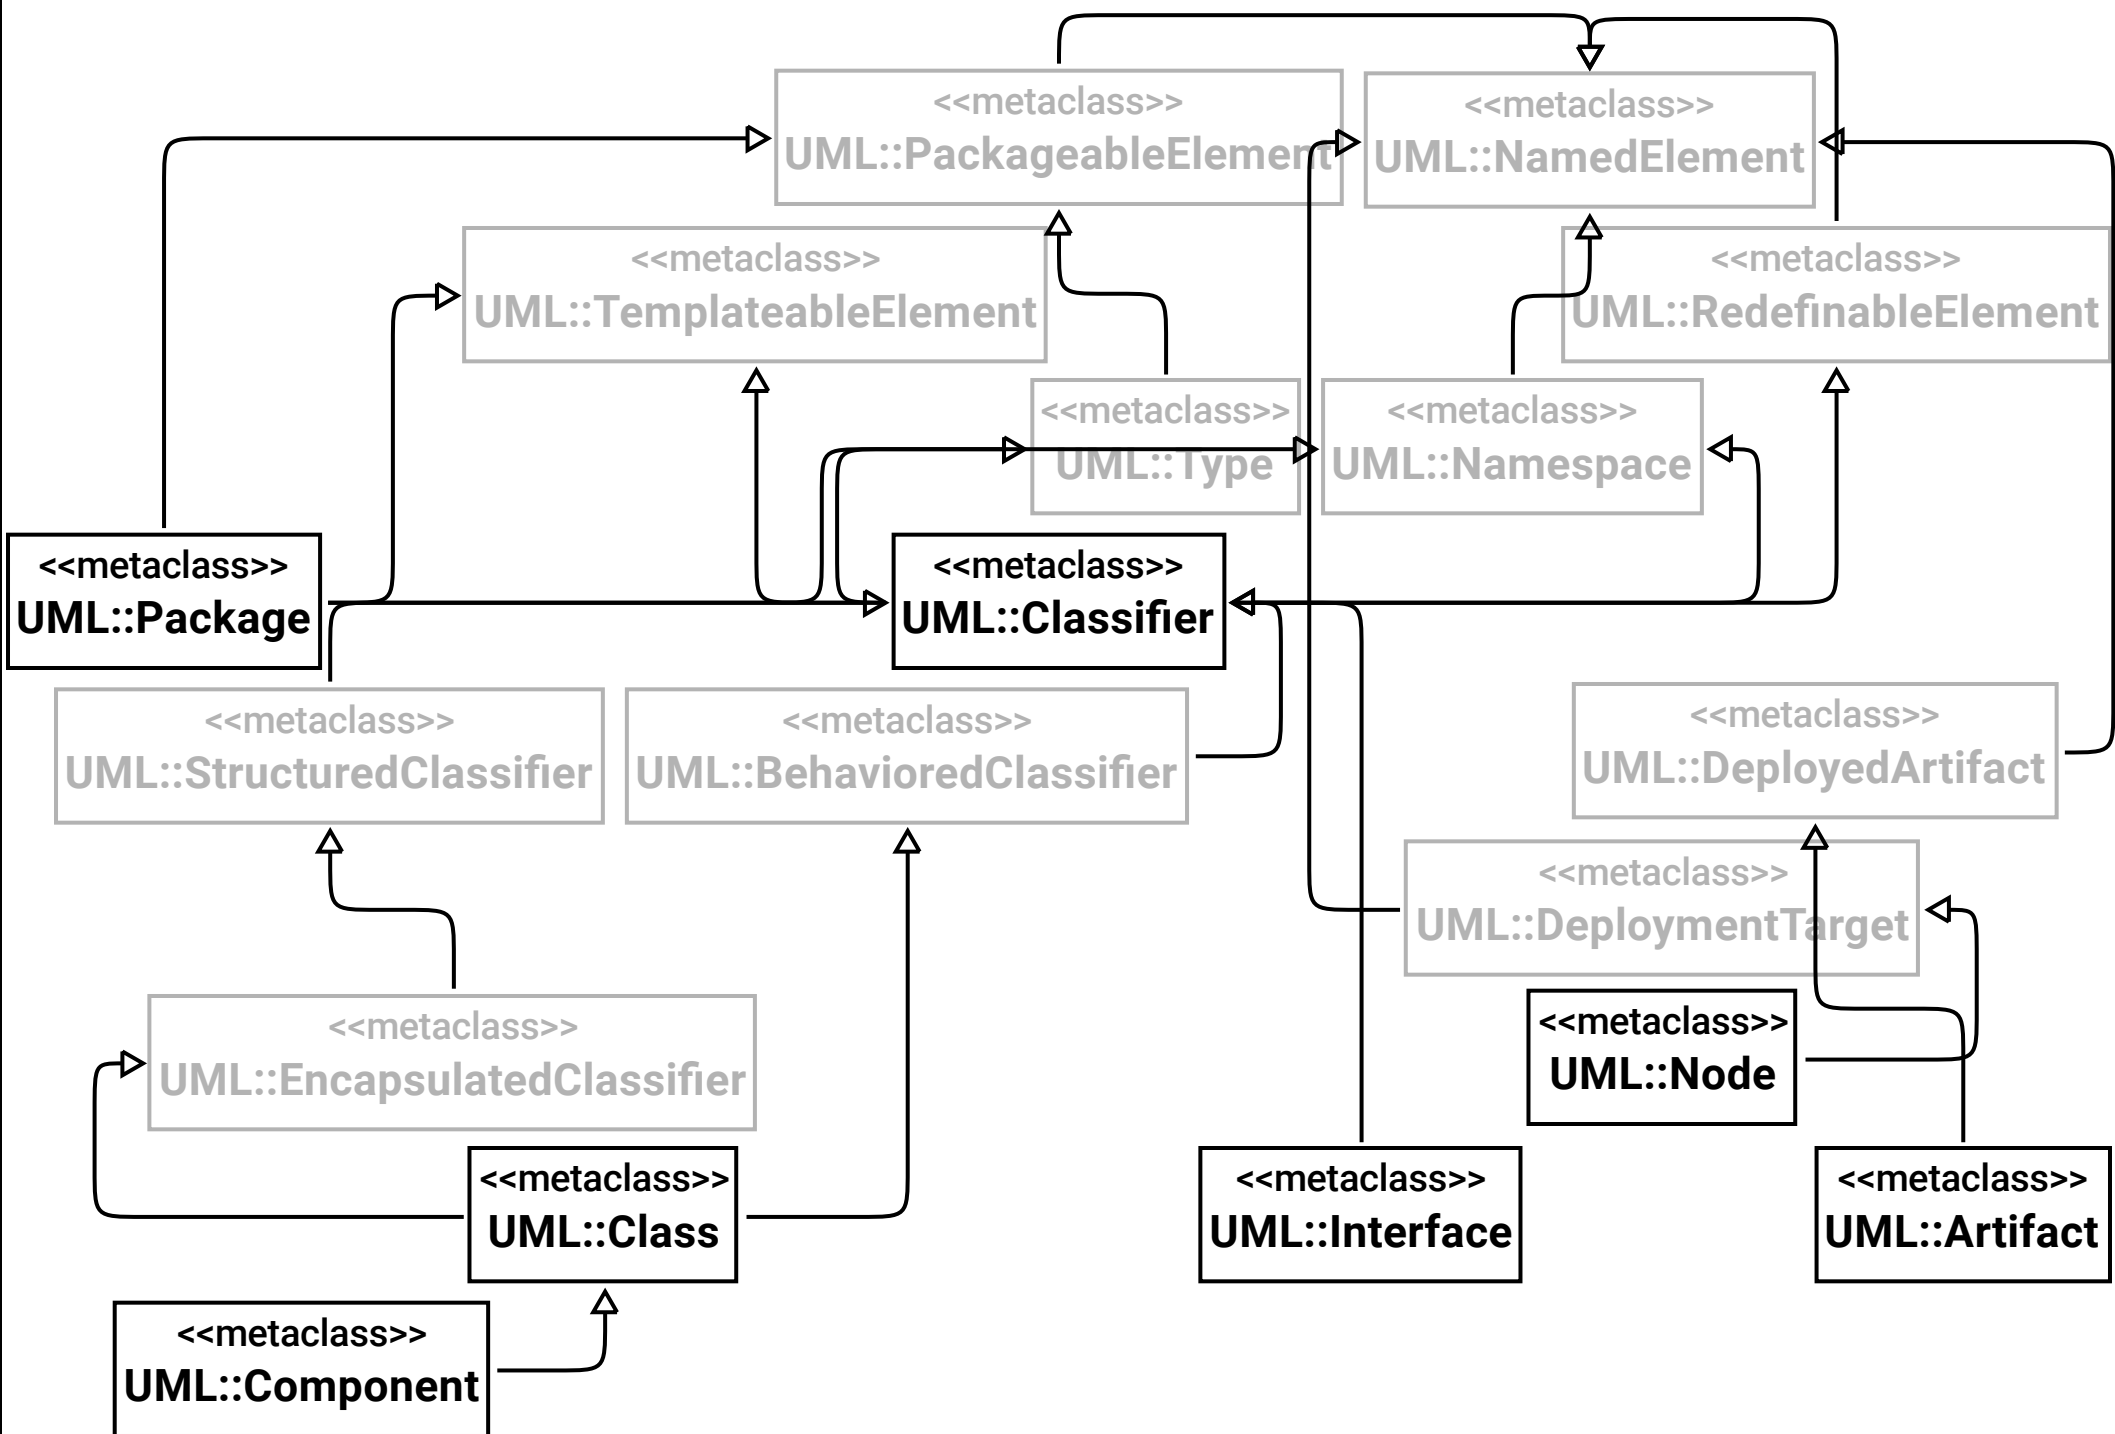 <<metaclass>>
UML::PackageableElement
<<metaclass>>
UML::NamedElement
<<metaclass>>
UML::TemplateableElement
<<metaclass>>
UML::RedefinableElement
<<metaclass>>
UML::Type
<<metaclass>>
UML::Namespace
<<metaclass>>
UML::Package
<<metaclass>>
UML::Classifier
<<metaclass>>
UML::StructuredClassifier
<<metaclass>>
UML::BehavioredClassifier
<<metaclass>>
UML::DeployedArtifact
<<metaclass>>
UML::DeploymentTarget
<<metaclass>>
UML::EncapsulatedClassifier
<<metaclass>>
UML::Node
<<metaclass>>
UML::Class
<<metaclass>>
UML::Interface
<<metaclass>>
UML::Artifact
<<metaclass>>
UML::Component